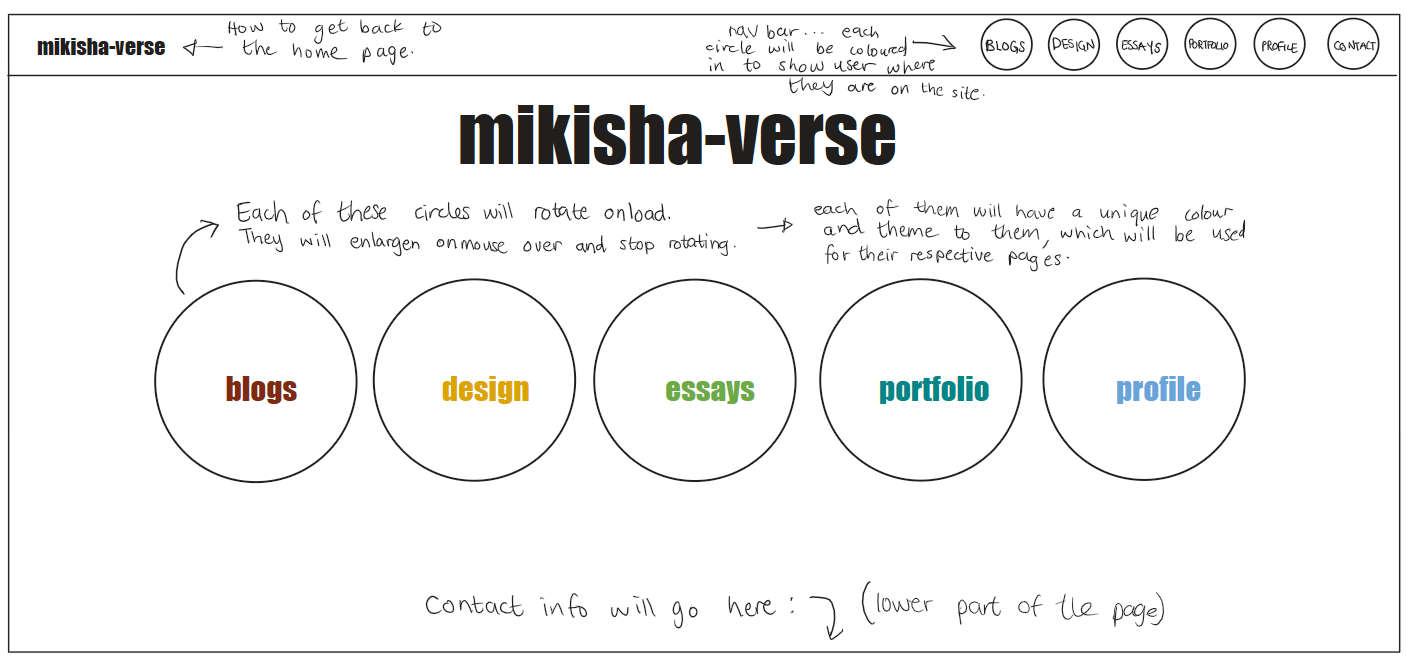 mikisha-verse
How to get back to
the home page.
nav bar... each
circle will be coloured
in to show user where
they are on the site.
BLOGS
DESIGN
ESSAYS
PORTFOLIO
PROFILE
CONTACT
mikisha-verse
Each of these circles will rotate onload.
They will enlargen onmouse over and stop rotating.
each of them will have a unique colour
and theme to them, which will be used
for their respective pages.
blogs
design
essays
portfolio
profile
Contact info will go here: (lower part of the page)